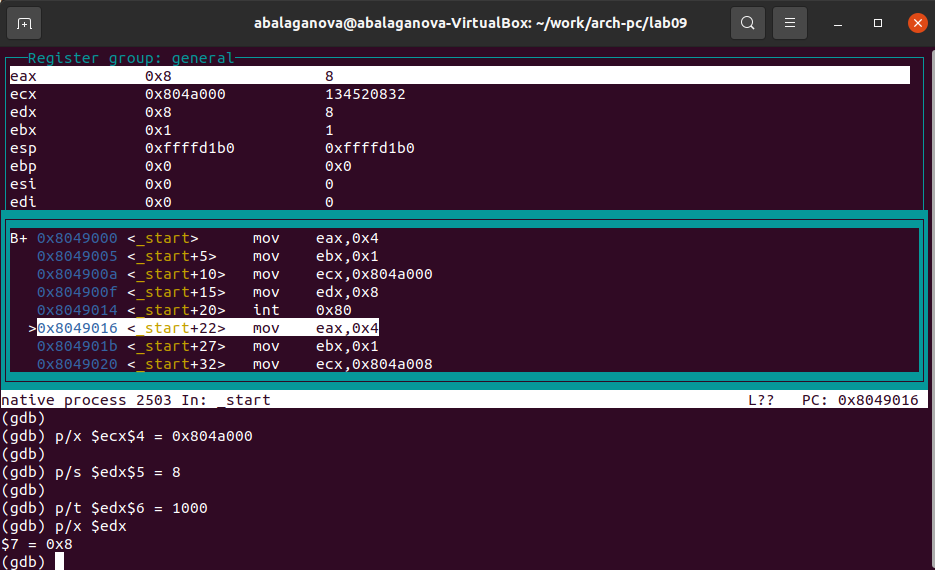 abalaganova@abalaganova-VirtualBox: ~/work/arch-pc/lab09
Register group: general
eax            0x8                 8
ecx            0x804a000           134520832
edx            0x8                 8
ebx            0x1                 1
esp            0xffffd1b0          0xffffd1b0
ebp            0x0                 0x0
esi            0x0                 0
edi            0x0                 0
B+ 0x8049000 <_start>      mov    eax,0x4
   0x8049005 <_start+5>    mov    ebx,0x1
   0x804900a <_start+10>   mov    ecx,0x804a000
   0x804900f <_start+15>   mov    edx,0x8
   0x8049014 <_start+20>   int    0x80
  >0x8049016 <_start+22>   mov    eax,0x4
   0x804901b <_start+27>   mov    ebx,0x1
   0x8049020 <_start+32>   mov    ecx,0x804a008
native process 2503 In: _start                                                     L??   PC: 0x8049016
(gdb)
(gdb) p/x $ecx$4 = 0x804a000
(gdb)
(gdb) p/s $edx$5 = 8
(gdb)
(gdb) p/t $edx$6 = 1000
(gdb) p/x $edx
$7 = 0x8
(gdb)